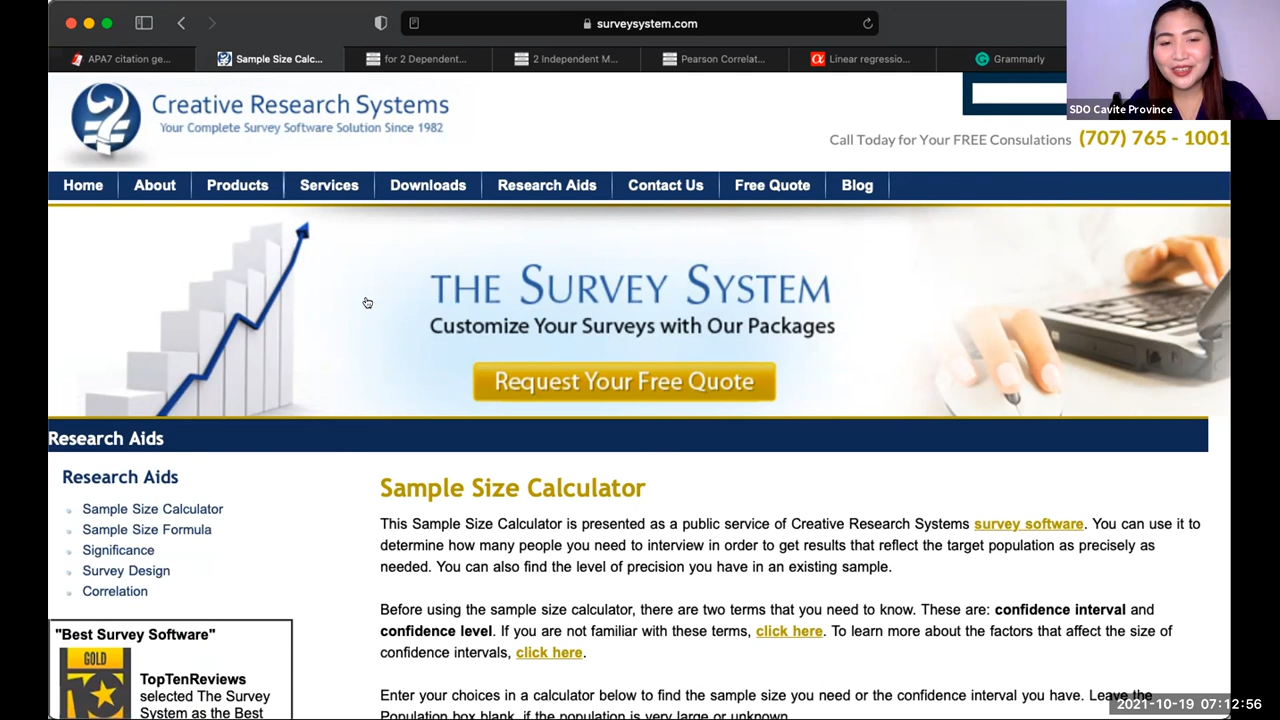 surveysystem.com
APA7 citation ge...
Sample Size Calc...
for 2 Dependent...
2 Independent M...
Pearson Correlat...
Linear regressio...
Grammarly
SDO Cavite Province
Creative Research Systems
Your Complete Survey Software Solution Since 1982
Call Today for Your FREE Consulations (707) 765 - 1001
Home
About
Products
Services
Downloads
Research Aids
Contact Us
Free Quote
Blog
THE SURVEY SYSTEM
Customize Your Surveys with Our Packages
Request Your Free Quote
Research Aids
Research Aids
Sample Size Calculator
Sample Size Formula
Significance
Survey Design
Correlation
"Best Survey Software"
GOLD
TopTenReviews
selected The Survey
System as the Best
Sample Size Calculator
This Sample Size Calculator is presented as a public service of Creative Research Systems survey software. You can use it to
determine how many people you need to interview in order to get results that reflect the target population as precisely as
needed. You can also find the level of precision you have in an existing sample.
Before using the sample size calculator, there are two terms that you need to know. These are: confidence interval and
confidence level. If you are not familiar with these terms, click here. To learn more about the factors that affect the size of
confidence intervals, click here.
Enter your choices in a calculator below to find the sample size you need or the confidence interval you have. Leave the
Population box blank, if the population is very large or unknown.
2021-10-19 07:12:56